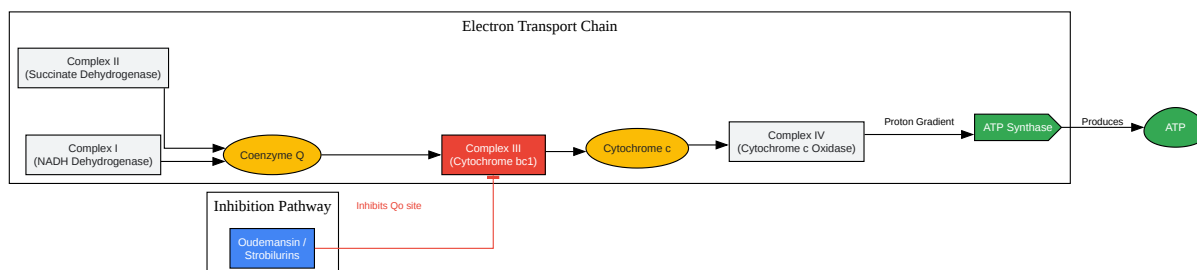 Electron Transport Chain
Complex II
(Succinate Dehydrogenase)
Complex I
(NADH Dehydrogenase)
Coenzyme Q
Complex III
(Cytochrome bc1)
Cytochrome c
Complex IV
(Cytochrome c Oxidase)
Proton Gradient
ATP Synthase
Produces
ATP
Inhibition Pathway
Inhibits Qo site
Oudemansin /
Strobilurins